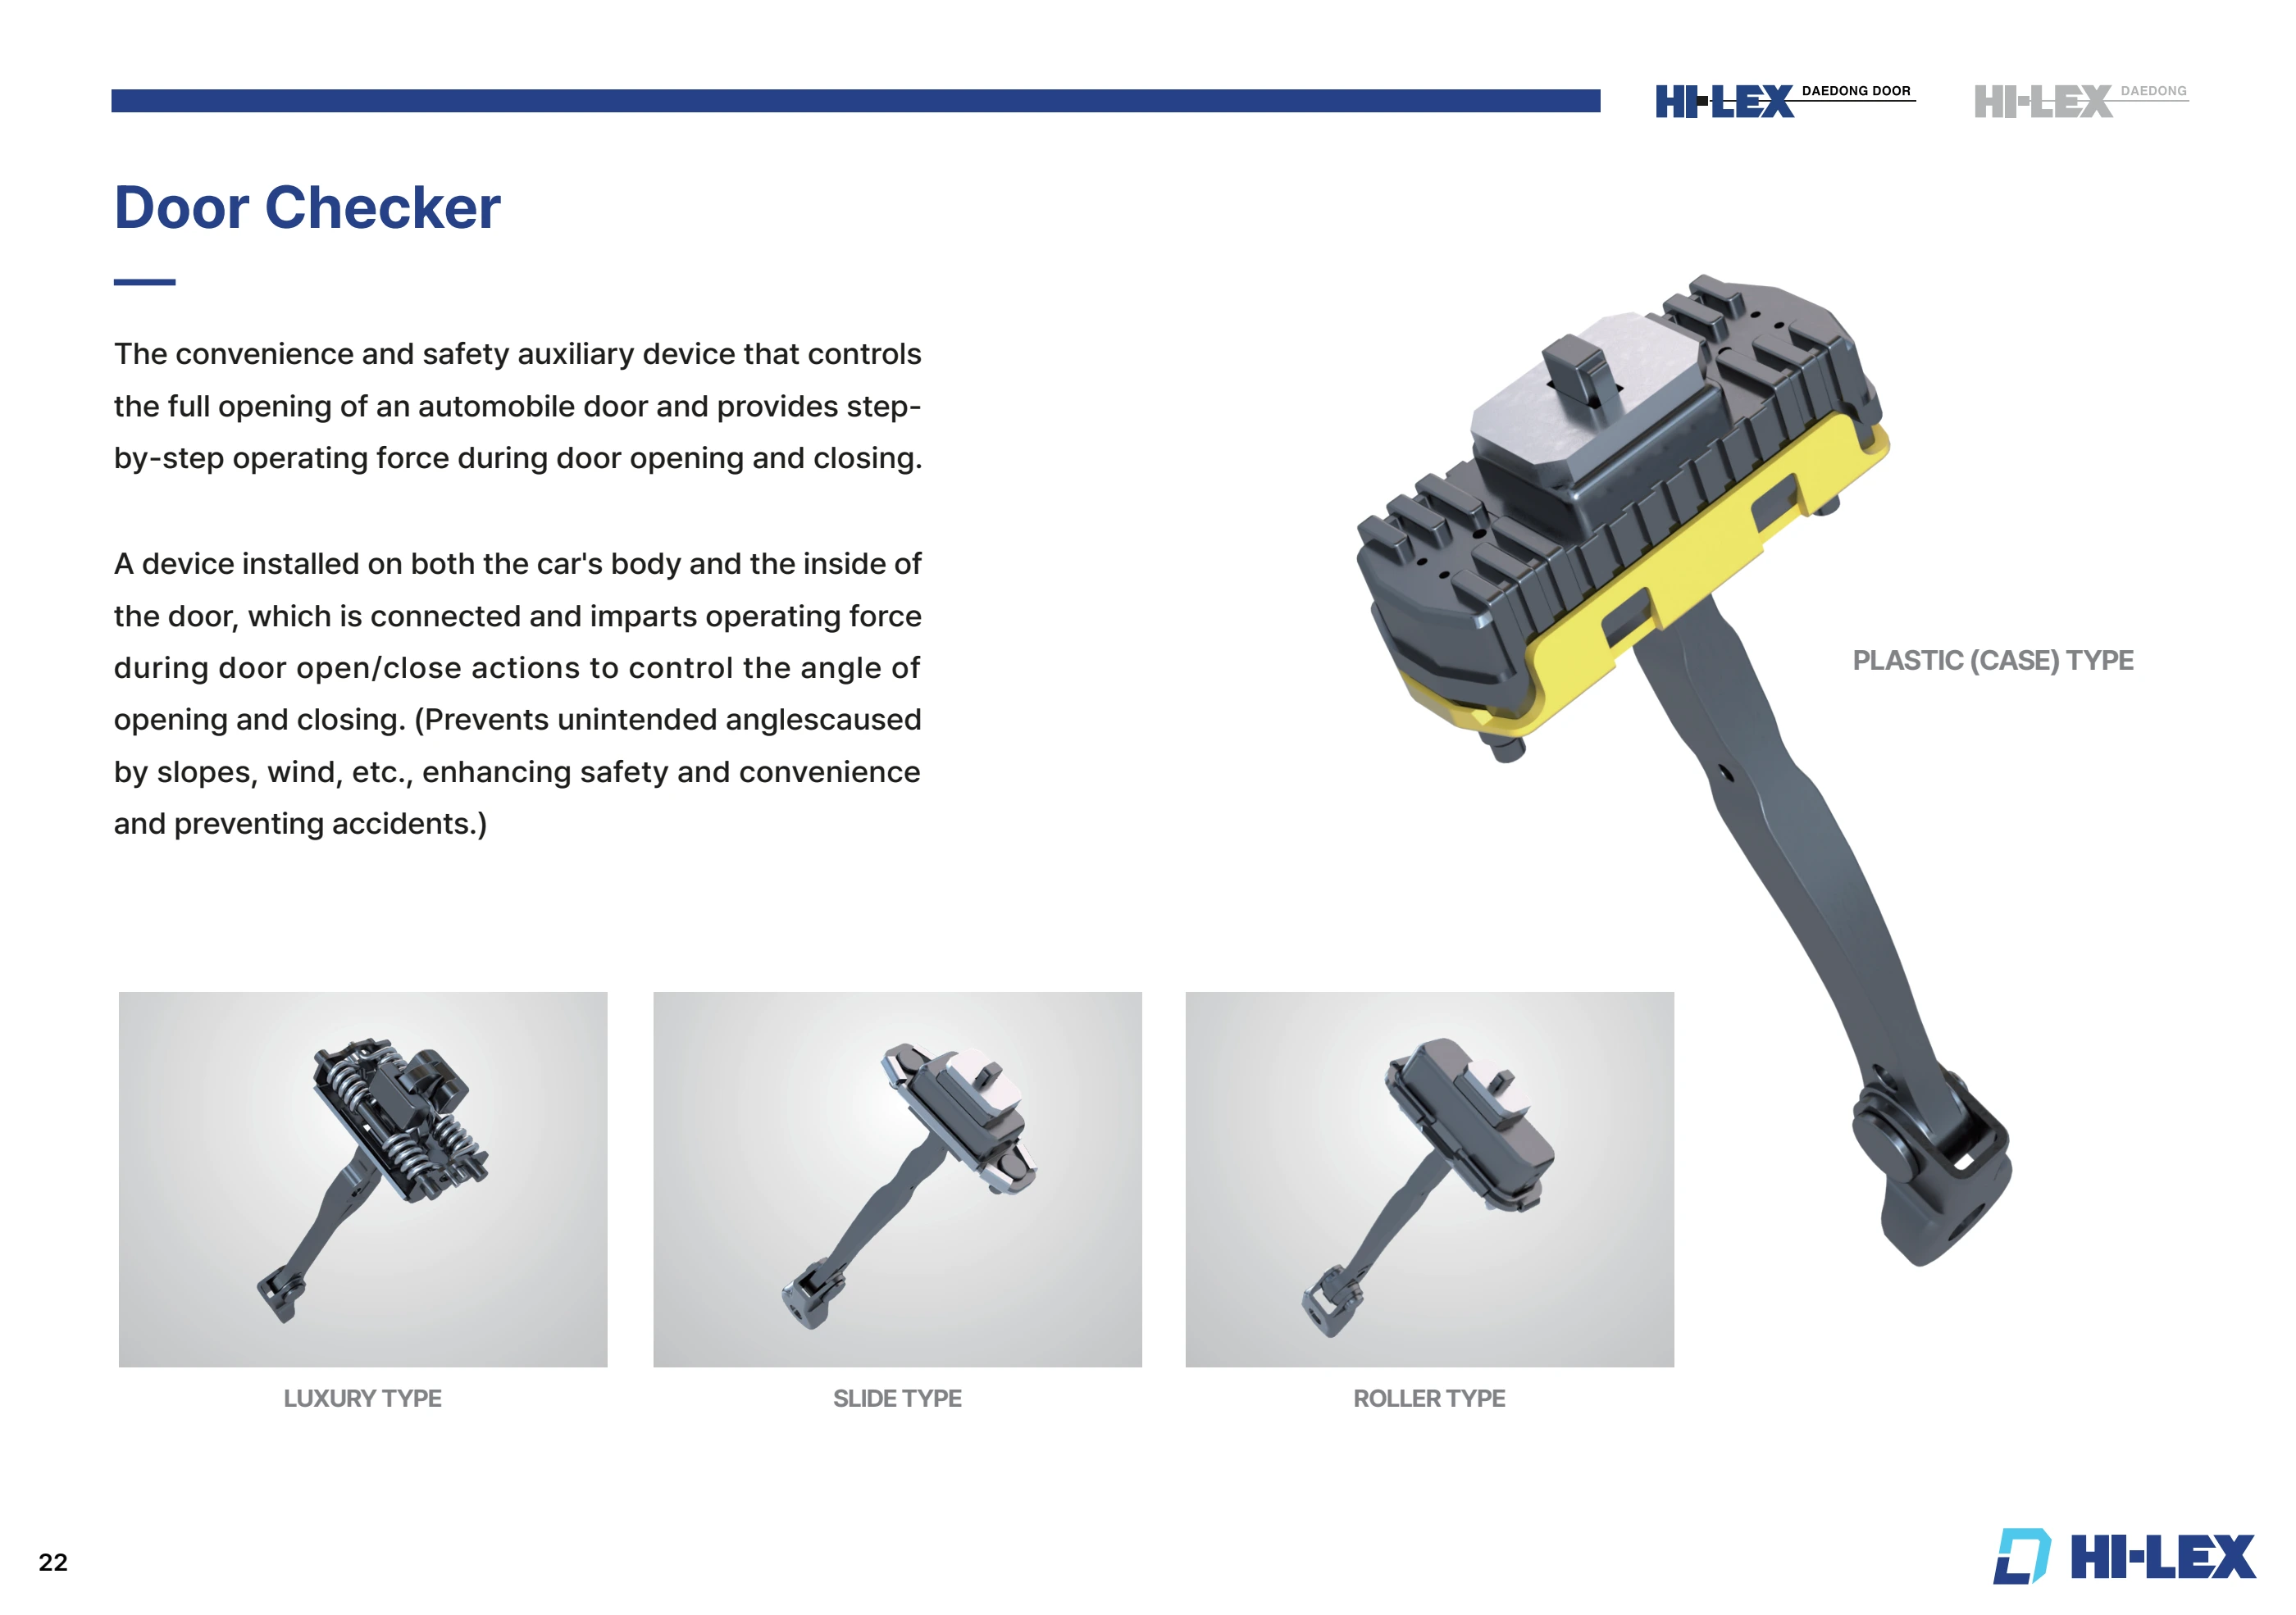 HI-LEX DAEDONG DOOR
HI-LEX DAEDONG
Door Checker
The convenience and safety auxiliary device that controls
the full opening of an automobile door and provides step-
by-step operating force during door opening and closing.
A device installed on both the car's body and the inside of
the door, which is connected and imparts operating force
during door open/close actions to control the angle of
opening and closing. (Prevents unintended anglescaused
by slopes, wind, etc., enhancing safety and convenience
and preventing accidents.)
PLASTIC (CASE) TYPE
LUXURY TYPE
SLIDE TYPE
ROLLER TYPE
22
HI-LEX